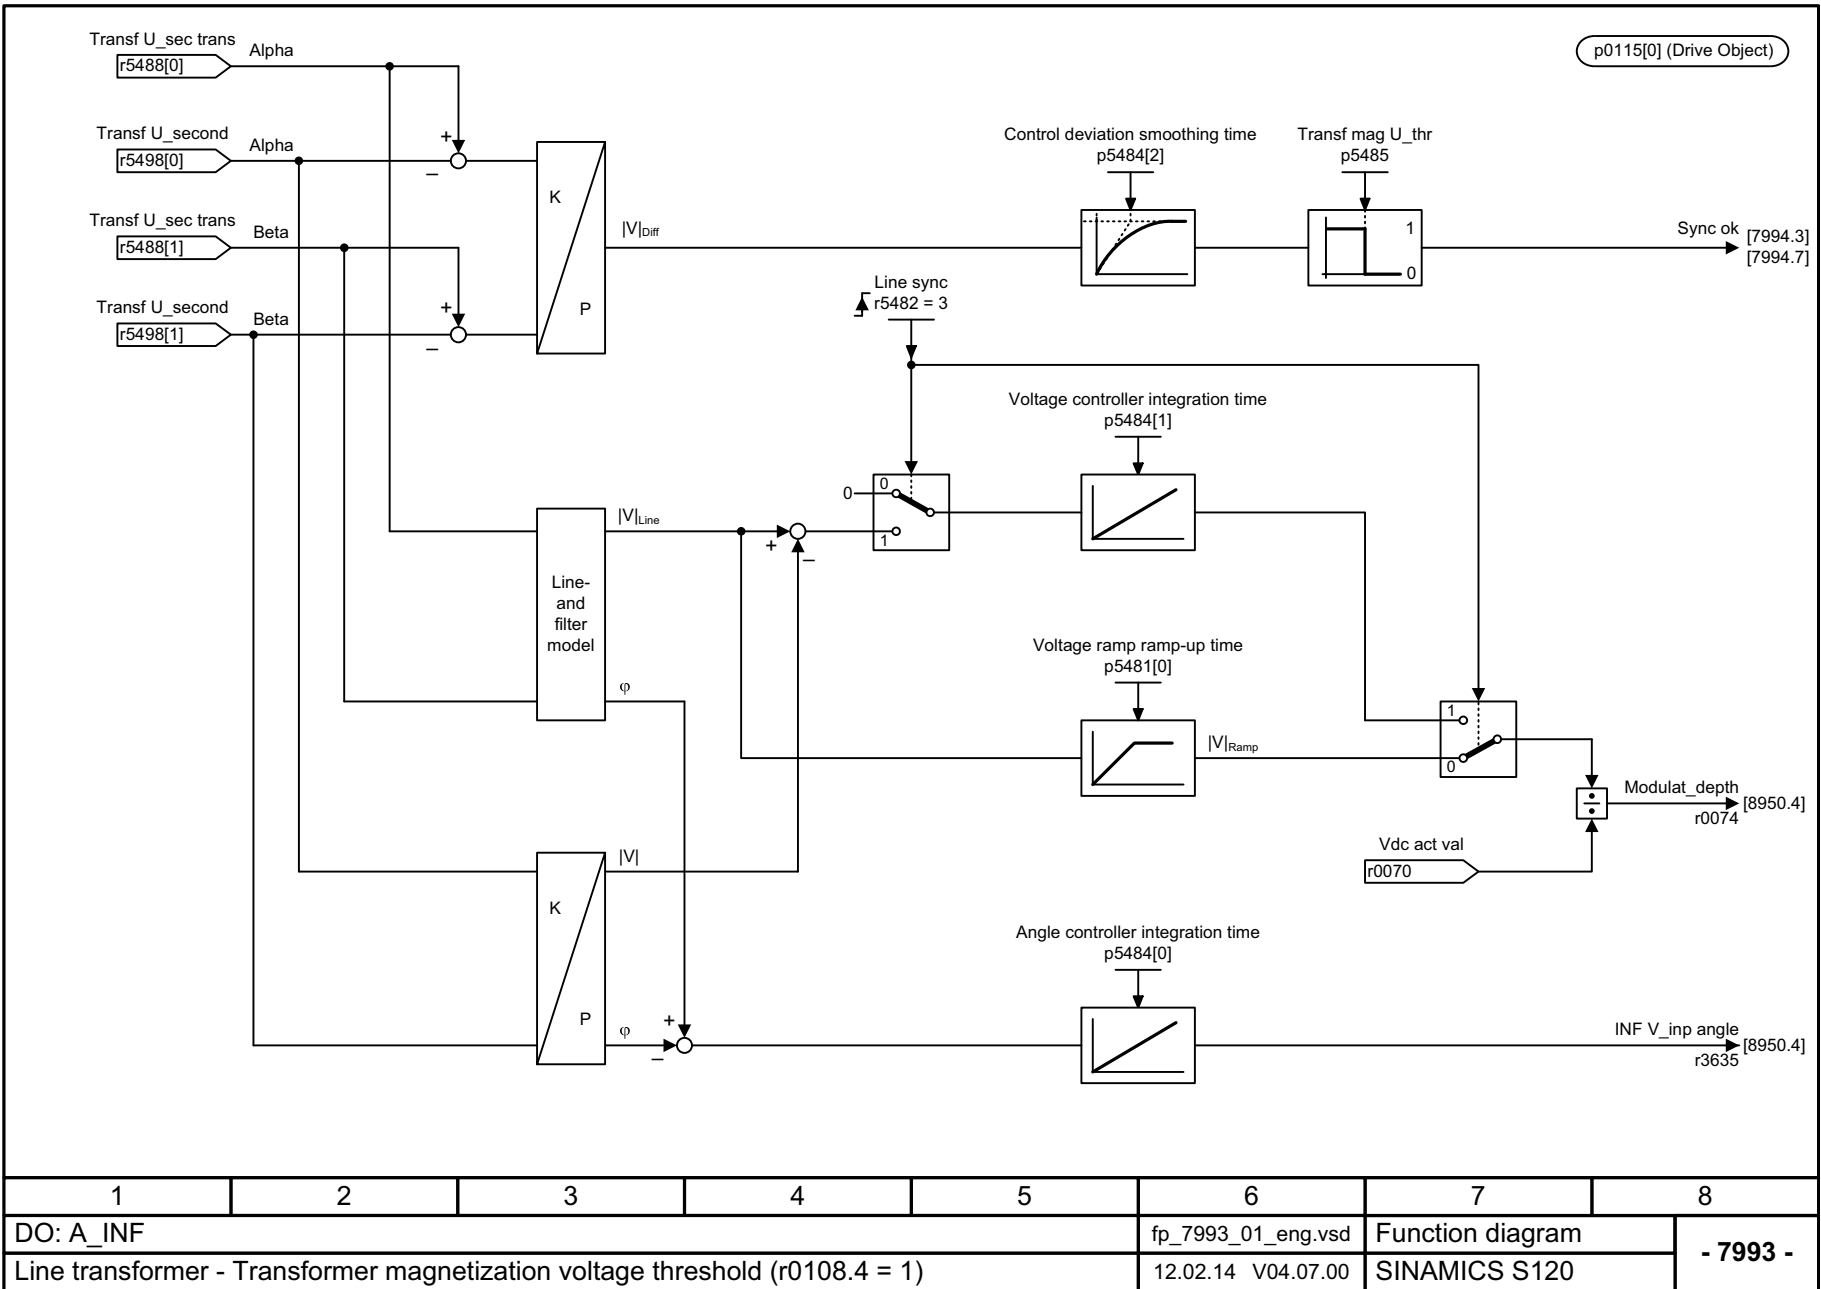 Transf U_sec trans
r5488[0]
Alpha
p0115[0] (Drive Object)
Transf U_second
r5498[0]
Alpha
+
–
Transf U_sec trans
r5488[1]
Beta
Transf U_second
r5498[1]
Beta
+
–
K
P
|V|Diff
Control deviation smoothing time
p5484[2]
Transf mag U_thr
p5485
1
0
Sync ok
[7994.3]
[7994.7]
Line sync
r5482 = 3
Voltage controller integration time
p5484[1]
0
0
1
Line-
and
filter
model
|V|Line
φ
+
–
Voltage ramp ramp-up time
p5481[0]
|V|Ramp
1
0
÷
Modulat_depth
r0074
[8950.4]
Vdc act val
r0070
K
P
|V|
φ
+
–
Angle controller integration time
p5484[0]
INF V_inp angle
r3635
[8950.4]
1 2 3 4 5 6 7 8
DO: A_INF
fp_7993_01_eng.vsd
Function diagram
- 7993 -
Line transformer - Transformer magnetization voltage threshold (r0108.4 = 1)
12.02.14 V04.07.00
SINAMICS S120